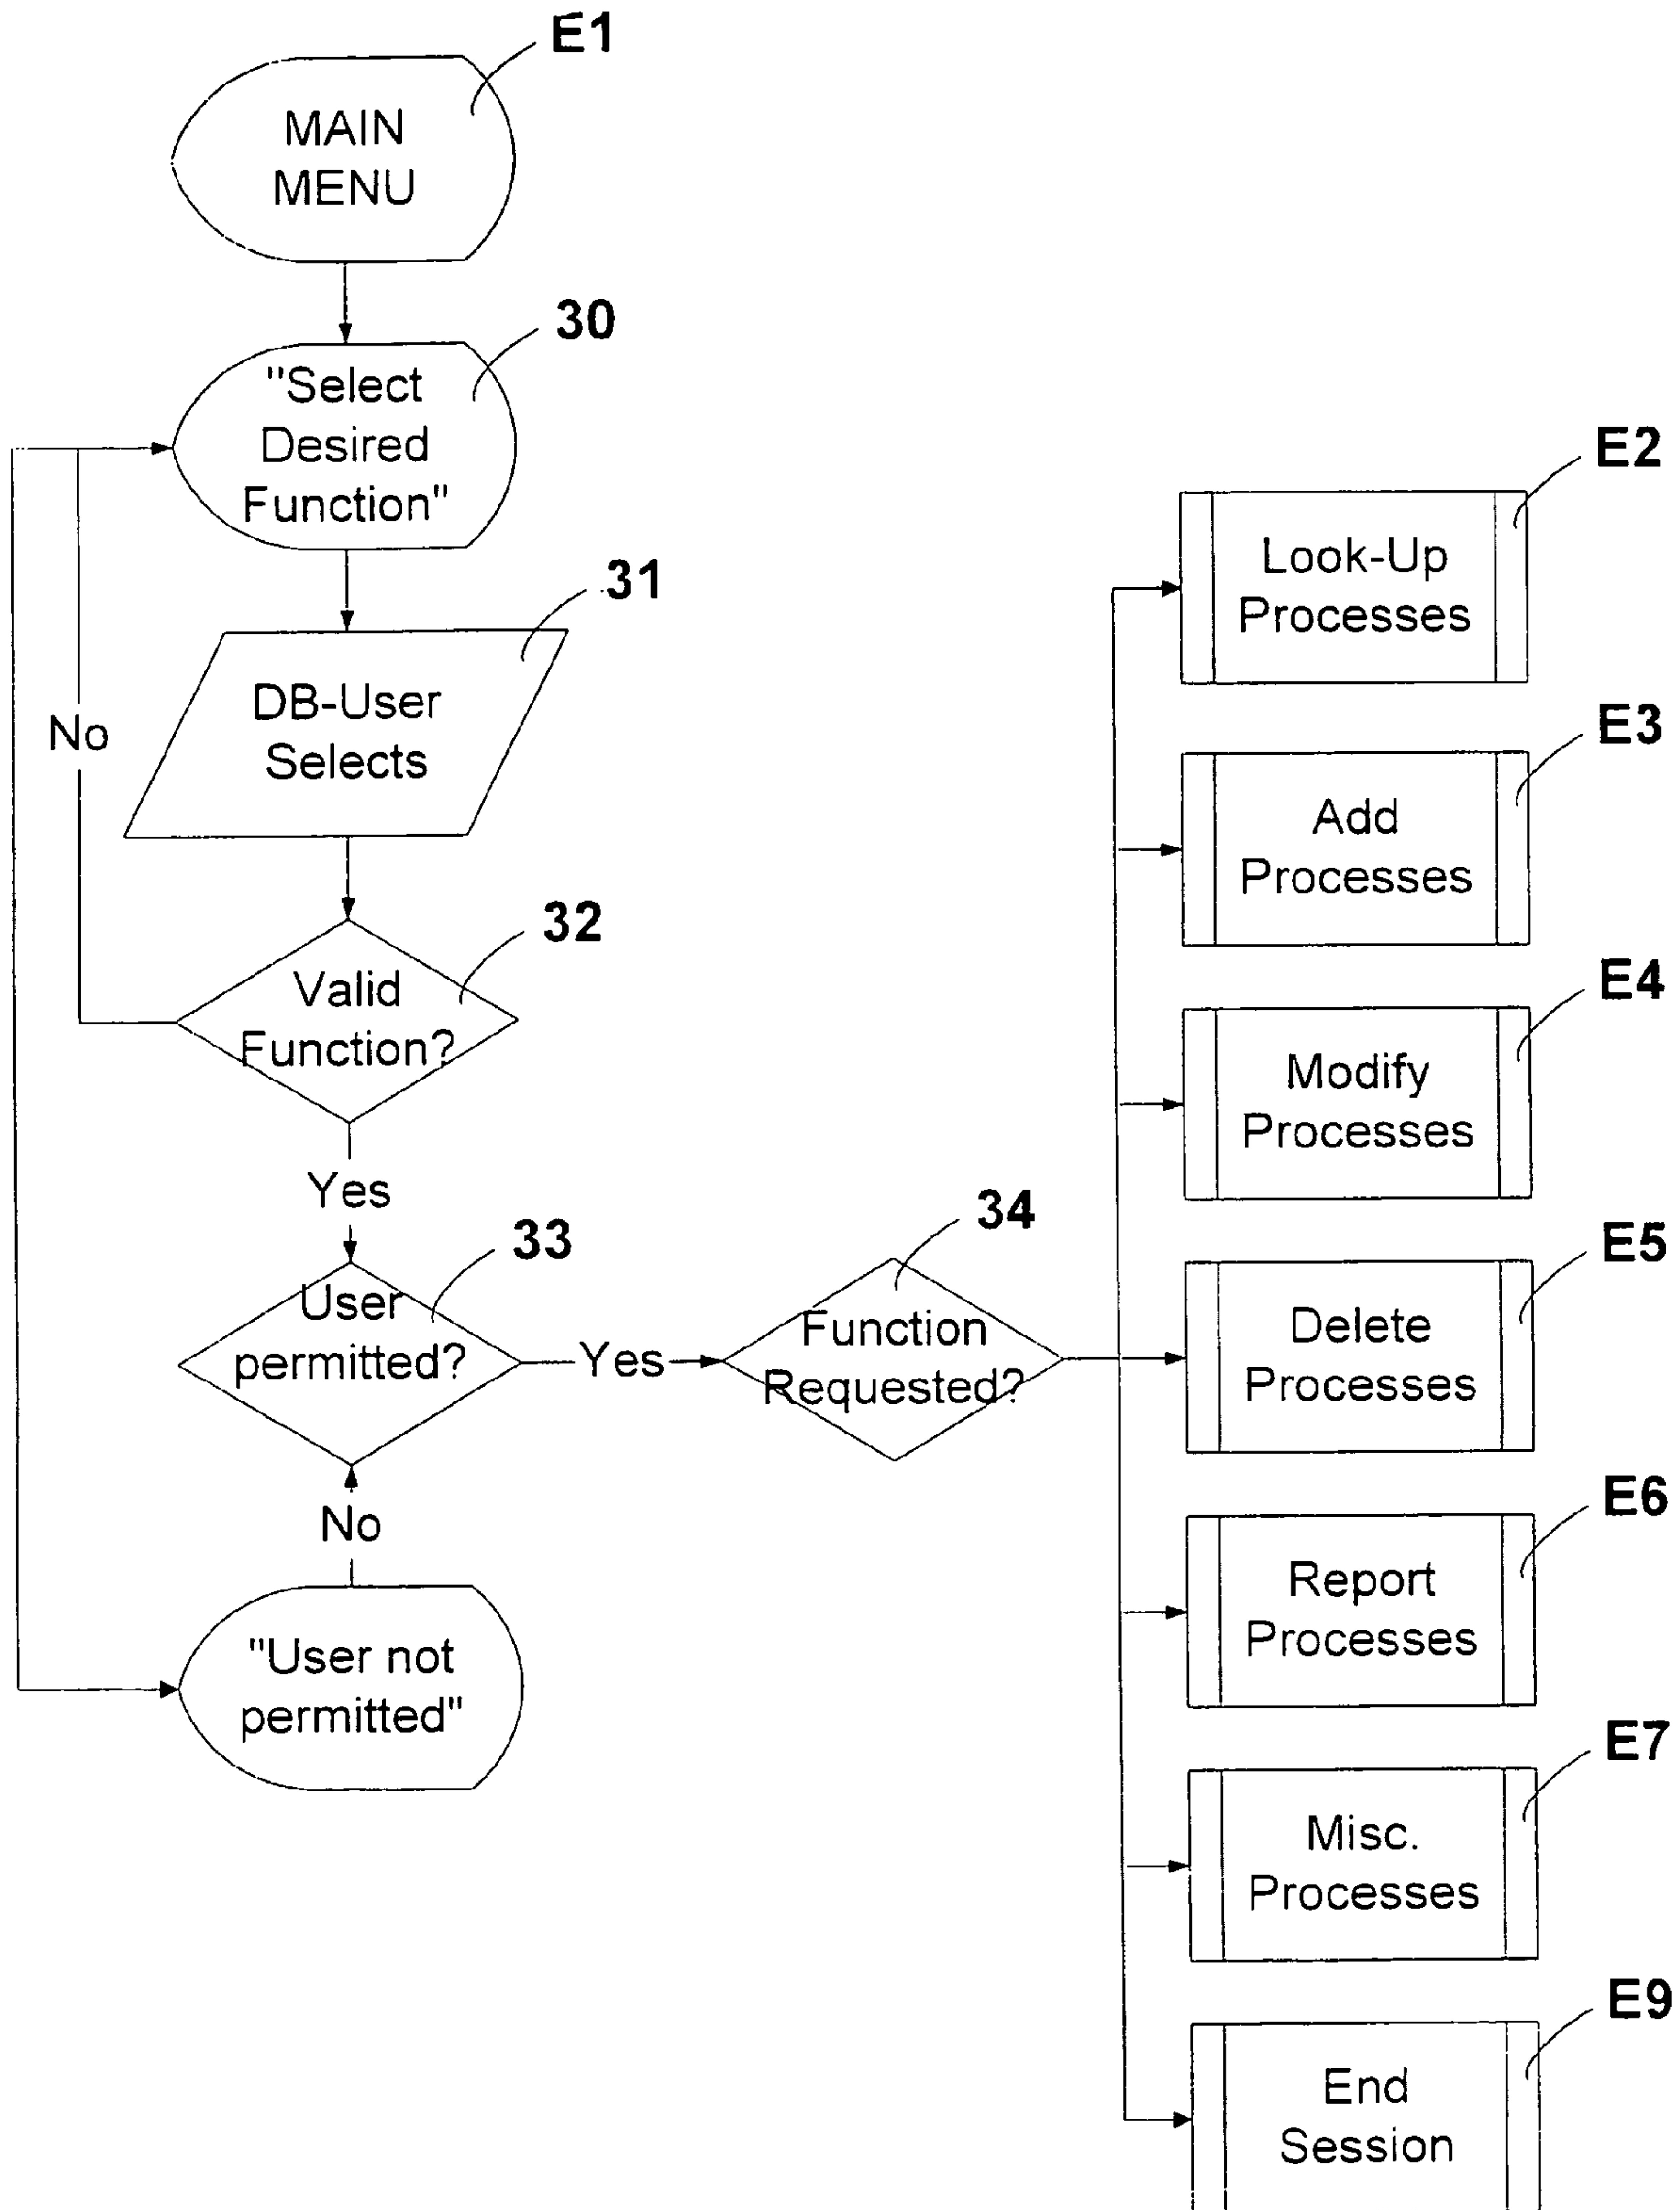 E1
MAIN
MENU
30
"Select
Desired
Function"
31
DB-User
Selects
No
32
Valid
Function?
Yes
33
User
permitted?
Yes
34
Function
Requested?
No
"User not
permitted"
E2
Look-Up
Processes
E3
Add
Processes
E4
Modify
Processes
E5
Delete
Processes
E6
Report
Processes
E7
Misc.
Processes
E9
End
Session